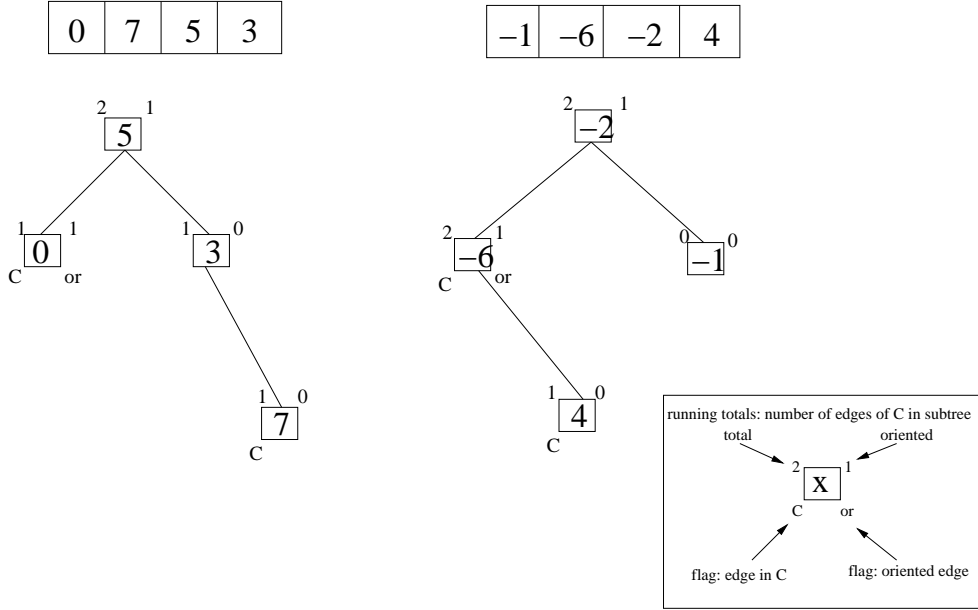 0 7 5 3
−1 −6 −2 4
2 1
5
1 1
0
C or
1 0
3
1 0
7
C
2 1
−2
2 1
−6
C or
0 0
−1
1 0
4
C
running totals: number of edges of C in subtree
total oriented
2 1
X
C or
flag: edge in C flag: oriented edge